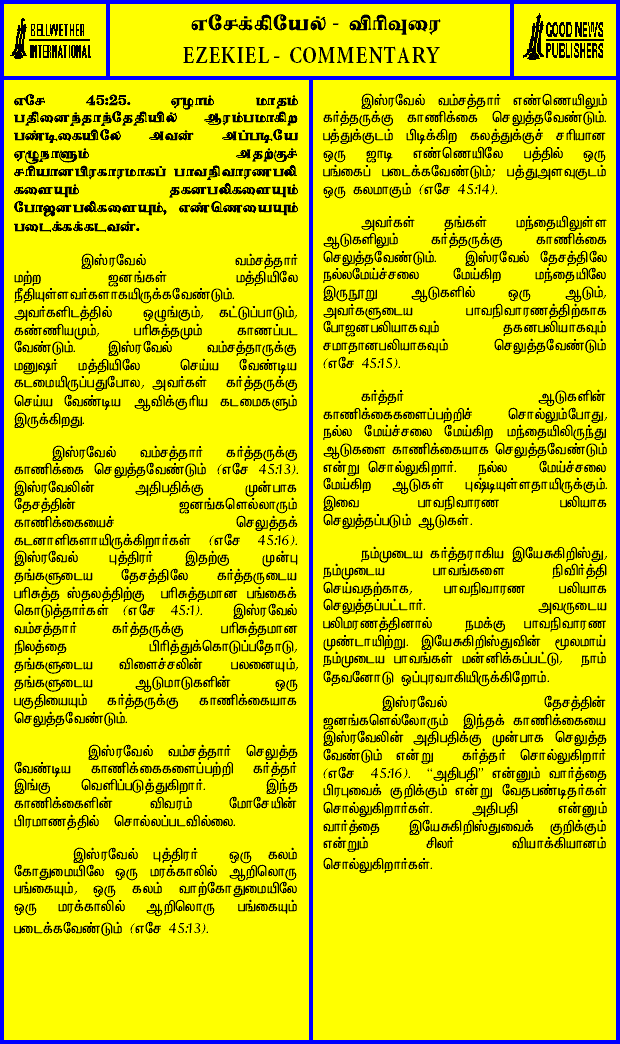 BELLWETHER
INTERNATIONAL
எசேக்கியேல் - விரிவுரை
EZEKIEL - COMMENTARY
GOOD NEWS
PUBLISHERS
எசே 45:25. ஏழாம் மாதம்
பதினைந்தாந்தேதியில் ஆரம்பமாகிற
பண்டிகையிலே அவன் அப்படியே
ஏழுநாளும் அதற்குச்
சரியானபிரகாரமாகப் பாவநிவாரணபலி
களையும் தகனபலிகளையும்
போஜனபலிகளையும், எண்ணெயையும்
படைக்கக்கடவன்.
இஸ்ரவேல் வம்சத்தார்
மற்ற ஜனங்கள் மத்தியிலே
நீதியுள்ளவர்களாகயிருக்கவேண்டும்.
அவர்களிடத்தில் ஒழுங்கும், கட்டுப்பாடும்,
கண்ணியமும், பரிசுத்தமும் காணப்பட
வேண்டும். இஸ்ரவேல் வம்சத்தாருக்கு
மனுஷர் மத்தியிலே செய்ய வேண்டிய
கடமையிருப்பதுபோல, அவர்கள் கர்த்தருக்கு
செய்ய வேண்டிய ஆவிக்குரிய கடமைகளும்
இருக்கிறது.
இஸ்ரவேல் வம்சத்தார் கர்த்தருக்கு
காணிக்கை செலுத்தவேண்டும் (எசே 45:13).
இஸ்ரவேலின் அதிபதிக்கு முன்பாக
தேசத்தின் ஜனங்களெல்லாரும்
காணிக்கையைச் செலுத்தக்
கடனாளிகளாயிருக்கிறார்கள் (எசே 45:16).
இஸ்ரவேல் புத்திரர் இதற்கு முன்பு
தங்களுடைய தேசத்திலே கர்த்தருடைய
பரிசுத்த ஸ்தலத்திற்கு பரிசுத்தமான பங்கைக்
கொடுத்தார்கள் (எசே 45:1). இஸ்ரவேல்
வம்சத்தார் கர்த்தருக்கு பரிசுத்தமான
நிலத்தை பிரித்துக்கொடுப்பதோடு,
தங்களுடைய விளைச்சலின் பலனையும்,
தங்களுடைய ஆடுமாடுகளின் ஒரு
பகுதியையும் கர்த்தருக்கு காணிக்கையாக
செலுத்தவேண்டும்.
இஸ்ரவேல் வம்சத்தார் செலுத்த
வேண்டிய காணிக்கைகளைப்பற்றி கர்த்தர்
இங்கு வெளிப்படுத்துகிறார். இந்த
காணிக்கைகளின் விவரம் மோசேயின்
பிரமாணத்தில் சொல்லப்படவில்லை.
இஸ்ரவேல் புத்திரர் ஒரு கலம்
கோதுமையிலே ஒரு மரக்காலில் ஆறிலொரு
பங்கையும், ஒரு கலம் வாற்கோதுமையிலே
ஒரு மரக்காலில் ஆறிலொரு பங்கையும்
படைக்கவேண்டும் (எசே 45:13).
இஸ்ரவேல் வம்சத்தார் எண்ணெயிலும்
கர்த்தருக்கு காணிக்கை செலுத்தவேண்டும்.
பத்துக்குடம் பிடிக்கிற கலத்துக்குச் சரியான
ஒரு ஜாடி எண்ணெயிலே பத்தில் ஒரு
பங்கைப் படைக்கவேண்டும்; பத்துஅளவுகுடம்
ஒரு கலமாகும் (எசே 45:14).
அவர்கள் தங்கள் மந்தையிலுள்ள
ஆடுகளிலும் கர்த்தருக்கு காணிக்கை
செலுத்தவேண்டும். இஸ்ரவேல் தேசத்திலே
நல்லமேய்ச்சலை மேய்கிற மந்தையிலே
இருநூறு ஆடுகளில் ஒரு ஆடும்,
அவர்களுடைய பாவநிவாரணத்திற்காக
போஜனபலியாகவும் தகனபலியாகவும்
சமாதானபலியாகவும் செலுத்தவேண்டும்
(எசே 45:15).
கர்த்தர் ஆடுகளின்
காணிக்கைகளைப்பற்றிச் சொல்லும்போது,
நல்ல மேய்ச்சலை மேய்கிற மந்தையிலிருந்து
ஆடுகளை காணிக்கையாக செலுத்தவேண்டும்
என்று சொல்லுகிறார். நல்ல மேய்ச்சலை
மேய்கிற ஆடுகள் புஷ்டியுள்ளதாயிருக்கும்.
இவை பாவநிவாரண பலியாக
செலுத்தப்படும் ஆடுகள்.
நம்முடைய கர்த்தராகிய இயேசுகிறிஸ்து,
நம்முடைய பாவங்களை நிவிர்த்தி
செய்வதற்காக, பாவநிவாரண பலியாக
செலுத்தப்பட்டார். அவருடைய
பலிமரணத்தினால் நமக்கு பாவநிவாரண
முண்டாயிற்று. இயேசுகிறிஸ்துவின் மூலமாய்
நம்முடைய பாவங்கள் மன்னிக்கப்பட்டு, நாம்
தேவனோடு ஒப்புரவாகியிருக்கிறோம்.
இஸ்ரவேல் தேசத்தின்
ஜனங்களெல்லோரும் இந்தக் காணிக்கையை
இஸ்ரவேலின் அதிபதிக்கு முன்பாக செலுத்த
வேண்டும் என்று கர்த்தர் சொல்லுகிறார்
(எசே 45:16). “அதிபதி” என்னும் வார்த்தை
பிரபுவைக் குறிக்கும் என்று வேதபண்டிதர்கள்
சொல்லுகிறார்கள். அதிபதி என்னும்
வார்த்தை இயேசுகிறிஸ்துவைக் குறிக்கும்
என்றும் சிலர் வியாக்கியானம்
சொல்லுகிறார்கள்.